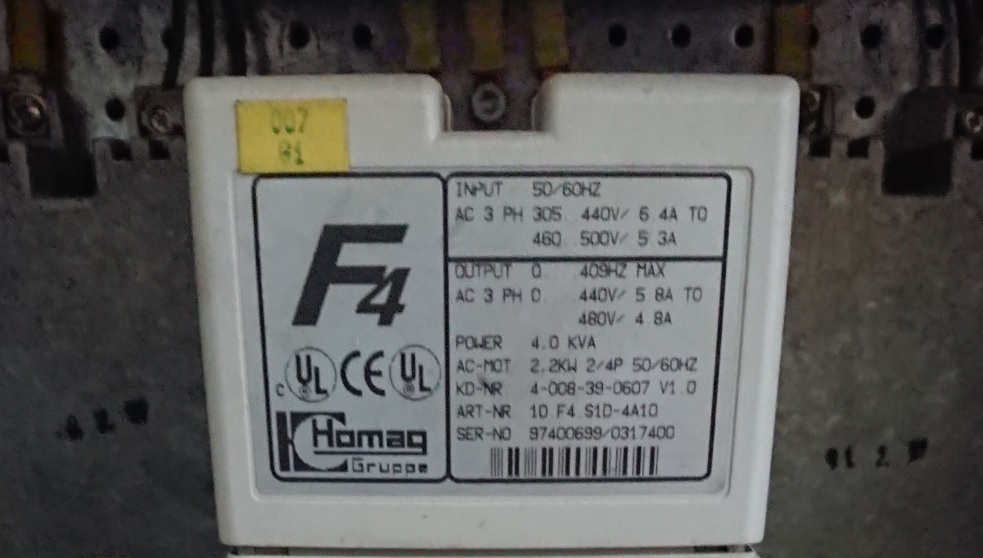 007
01
F4
INPUT 50/60HZ
AC 3 PH 305..440V/ 6.4A TO
460..500V/ 5.3A
OUTPUT 0.. 409HZ MAX
AC 3 PH 0.. 440V/ 5.8A TO
480V/ 4.8A
POWER 4.0 KVA
AC-MOT 2.2KW 2/4P 50/60HZ
KD-NR 4-008-39-0607 V1.0
ART-NR 10.F4.S1D-4A10
SER-NO 97400699/0317400
c UL CE UL
Homag
Gruppe